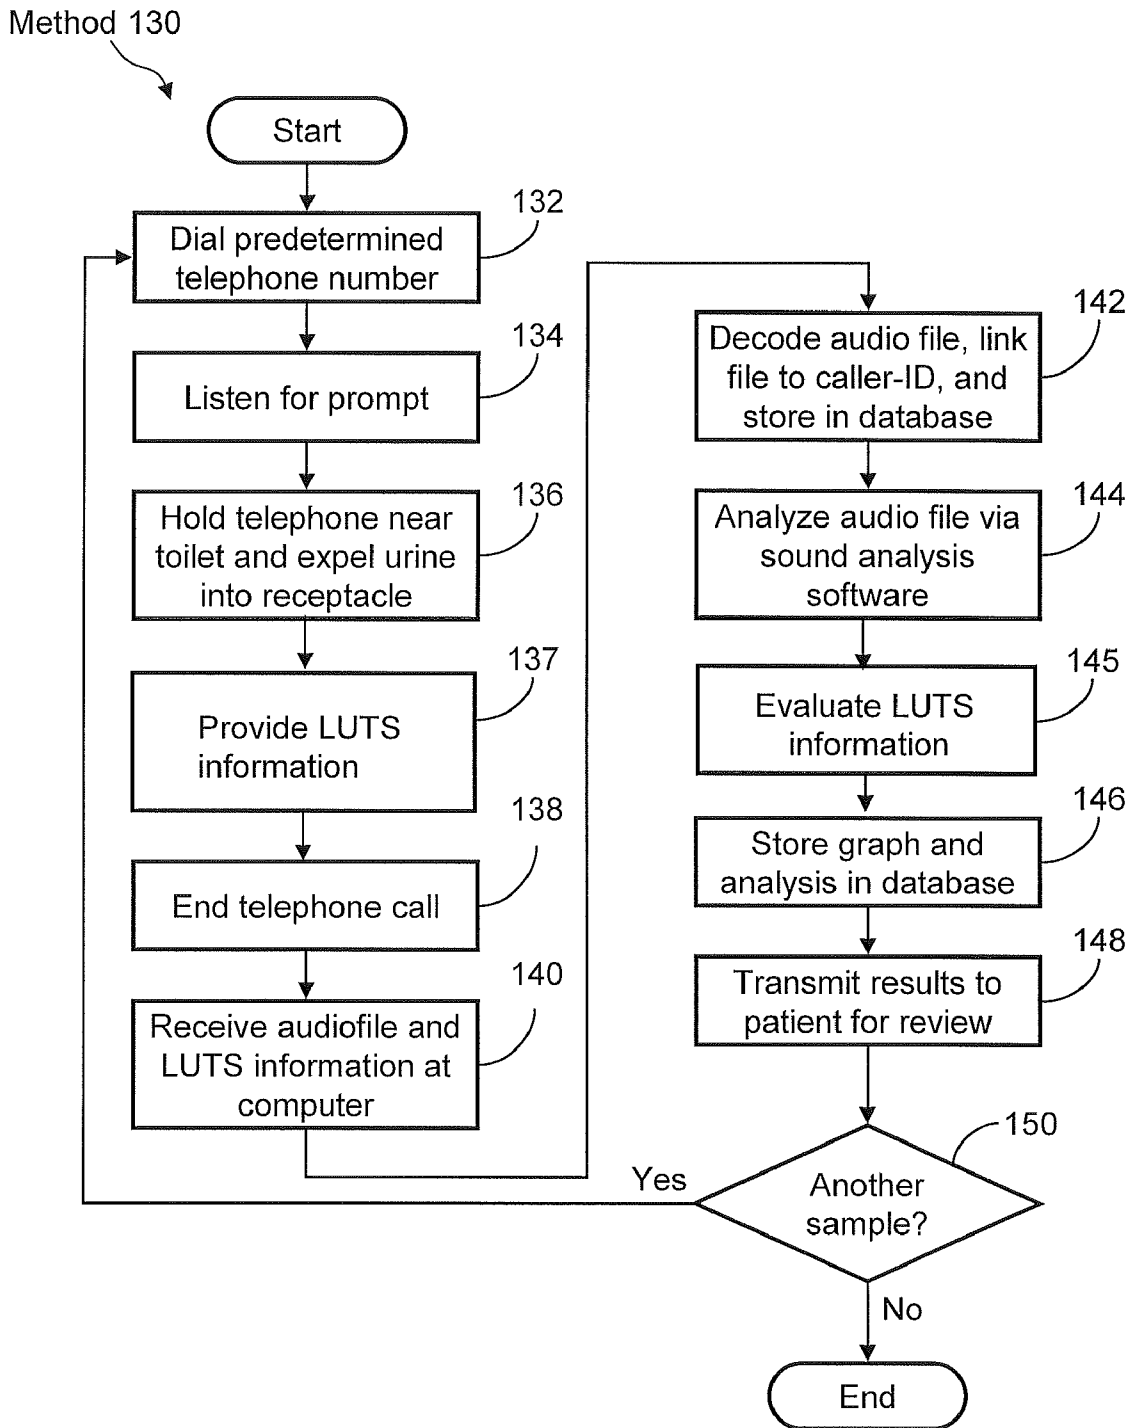 Method 130
Start
132
Dial predetermined
telephone number
134
Listen for prompt
136
Hold telephone near
toilet and expel urine
into receptacle
137
Provide LUTS
information
138
End telephone call
140
Receive audiofile and
LUTS information at
computer
142
Decode audio file, link
file to caller-ID, and
store in database
144
Analyze audio file via
sound analysis
software
145
Evaluate LUTS
information
146
Store graph and
analysis in database
148
Transmit results to
patient for review
150
Another
sample?
Yes
No
End